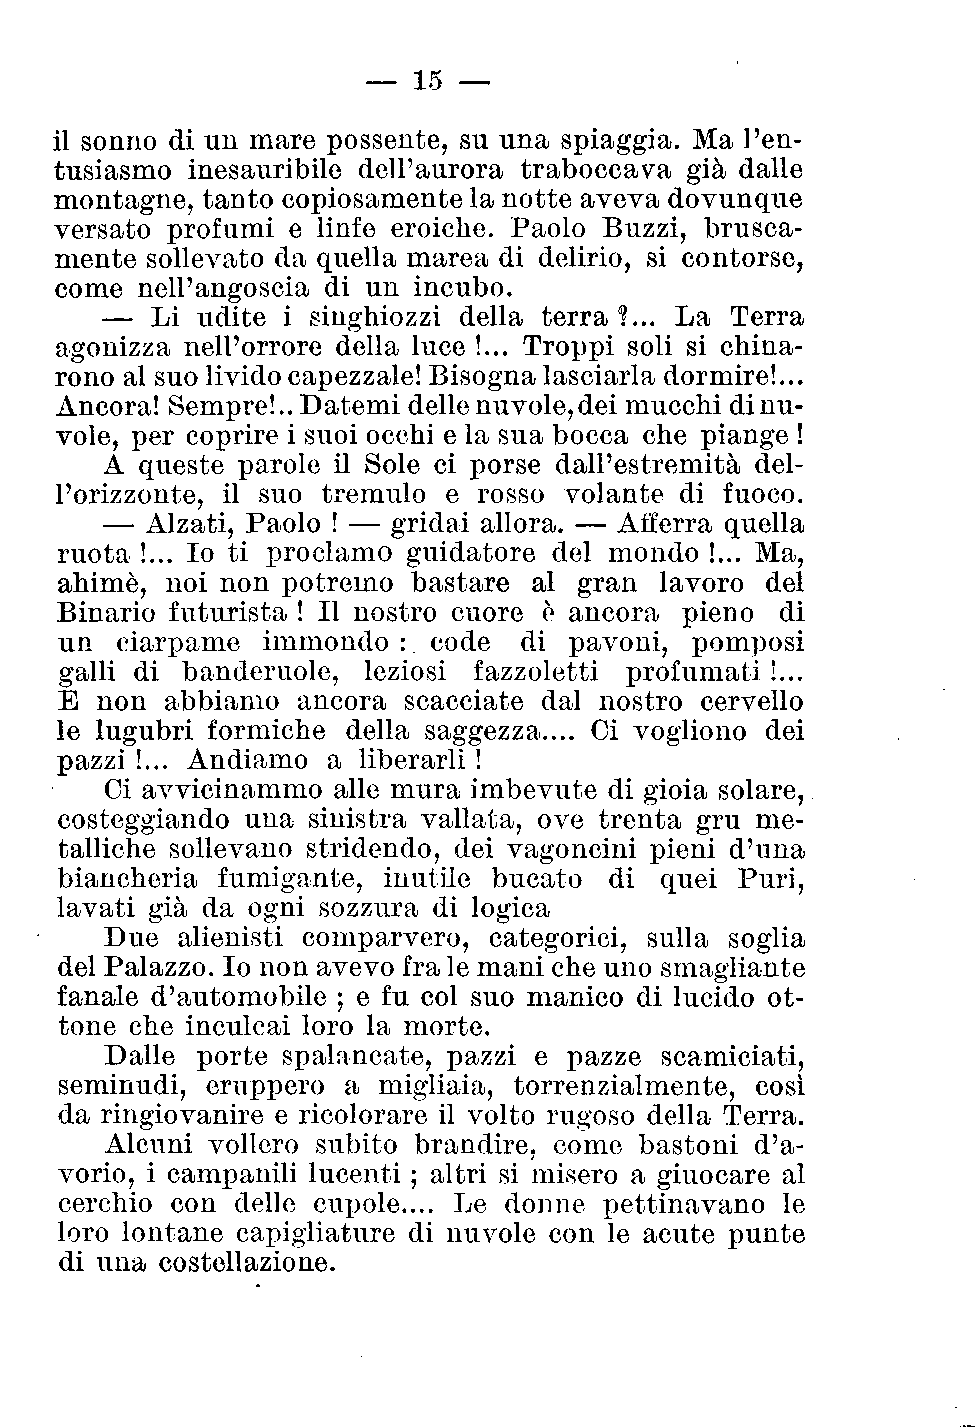 — 15 —
il sonno di un mare possente, su una spiaggia. Ma l'en-
tusiasmo inesauribile dell'aurora traboccava già dalle
montagne, tanto copiosamente la notte aveva dovunque
versato profumi e linfe eroiche. Paolo Buzzi, brusca-
mente sollevato da quella marea di delirio, si contorse,
come nell'angoscia di un incubo.
— Li udite i singhiozzi della terra ?... La Terra
agonizza nell'orrore della luce !... Troppi soli si china-
rono al suo livido capezzale! Bisogna lasciarla dormire!...
Ancora! Sempre!.. Datemi delle nuvole, dei mucchi di nu-
vole, per coprire i suoi occhi e la sua bocca che piange !
A queste parole il Sole ci porse dall'estremità del-
l'orizzonte, il suo tremulo e rosso volante di fuoco.
— Alzati, Paolo ! — gridai allora. — Afferra quella
ruota !... Io ti proclamo guidatore del mondo !... Ma,
ahimè, noi non potremo bastare al gran lavoro del
Binario futurista ! Il nostro cuore è ancora pieno di
un ciarpame immondo : code di pavoni, pomposi
galli di banderuole, leziosi fazzoletti profumati !...
E non abbiamo ancora scacciate dal nostro cervello
le lugubri formiche della saggezza.... Ci vogliono dei
pazzi !... Andiamo a liberarli !
Ci avvicinammo alle mura imbevute di gioia solare,
costeggiando una sinistra vallata, ove trenta gru me-
talliche sollevano stridendo, dei vagoncini pieni d'una
biancheria fumigante, inutile bucato di quei Puri,
lavati già da ogni sozzura di logica
Due alienisti comparvero, categorici, sulla soglia
del Palazzo. Io non avevo fra le mani che uno smagliante
fanale d'automobile ; e fu col suo manico di lucido ot-
tone che inculcai loro la morte.
Dalle porte spalancate, pazzi e pazze scamiciati,
seminudi, eruppero a migliaia, torrenzialmente, così
da ringiovanire e ricolorare il volto rugoso della Terra.
Alcuni vollero subito brandire, come bastoni d'a-
vorio, i campanili lucenti ; altri si misero a giuocare al
cerchio con delle cupole.... Le donne pettinavano le
loro lontane capigliature di nuvole con le acute punte
di una costellazione.